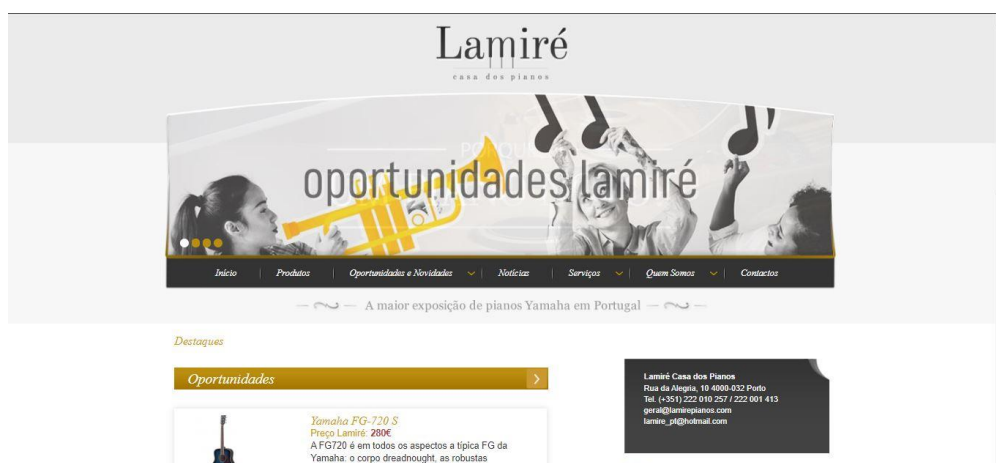 Lamiré
casa dos pianos
PORQUE
oportunidades lamiré
Início
Produtos
Oportunidades e Novidades
Notícias
Serviços
Quem Somos
Contactos
A maior exposição de pianos Yamaha em Portugal
Destaques
Oportunidades
Yamaha FG-720 S
Preço Lamiré: 280€
A FG720 é em todos os aspectos a típica FG da
Yamaha: o corpo dreadnought, as robustas
Lamiré Casa dos Pianos
Rua da Alegria, 10 4000-032 Porto
Tel. (+351) 222 010 257 / 222 001 413
geral@lamirepianos.com
lamire_pt@hotmail.com